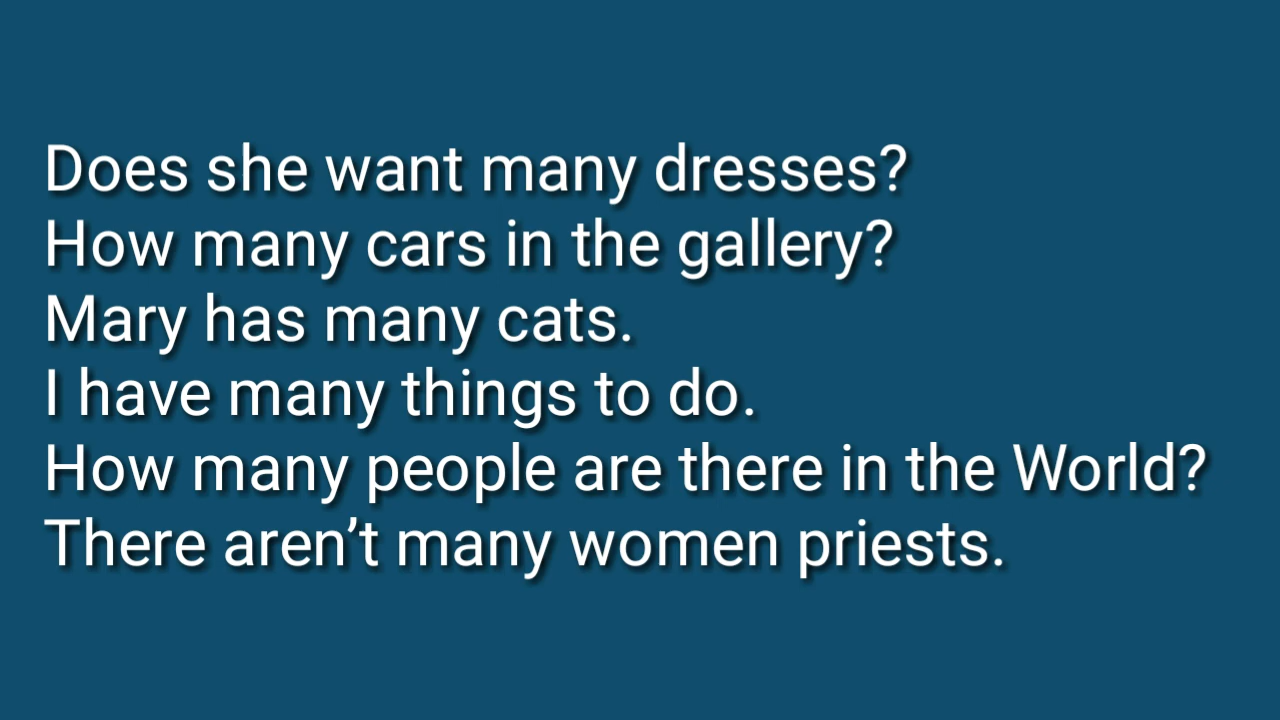 Does she want many dresses?
How many cars in the gallery?
Mary has many cats.
I have many things to do.
How many people are there in the World?
There aren’t many women priests.